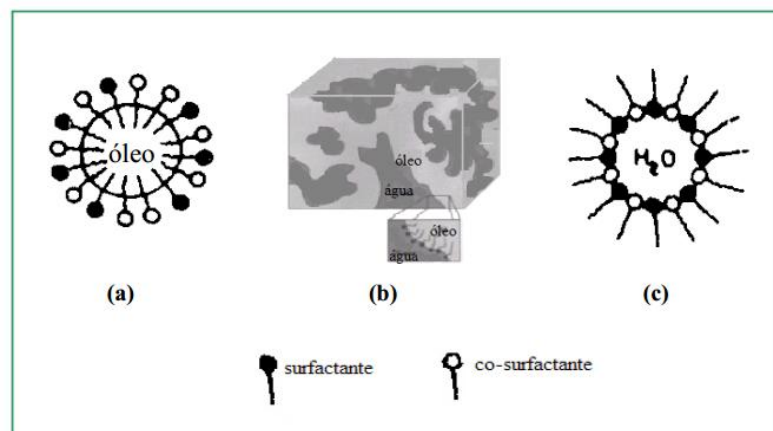 óleo
óleo
água
óleo
água
H₂O
(a)
(b)
(c)
surfactante
co-surfactante